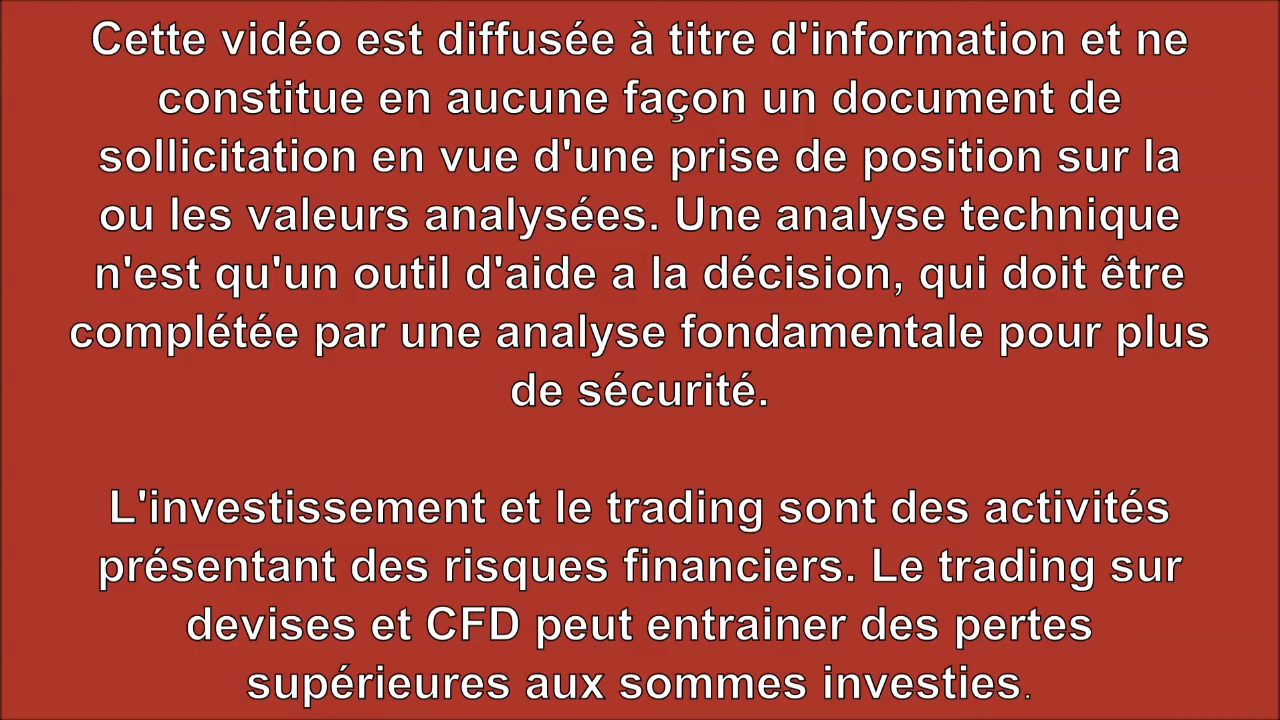 Cette vidéo est diffusée à titre d'information et ne
constitue en aucune façon un document de
sollicitation en vue d'une prise de position sur la
ou les valeurs analysées. Une analyse technique
n'est qu'un outil d'aide a la décision, qui doit être
complétée par une analyse fondamentale pour plus
de sécurité.
L'investissement et le trading sont des activités
présentant des risques financiers. Le trading sur
devises et CFD peut entrainer des pertes
supérieures aux sommes investies.